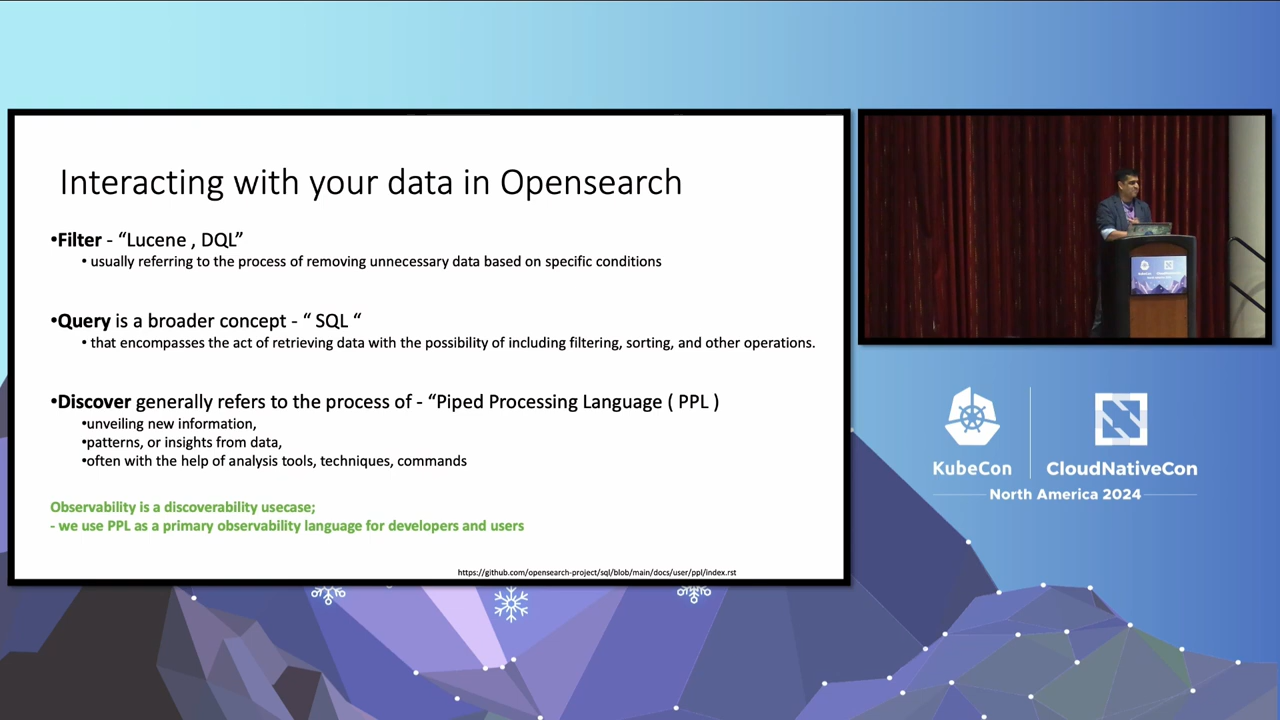 Interacting with your data in Opensearch
•Filter - “Lucene , DQL”
• usually referring to the process of removing unnecessary data based on specific conditions
•Query is a broader concept - “ SQL “
• that encompasses the act of retrieving data with the possibility of including filtering, sorting, and other operations.
•Discover generally refers to the process of - “Piped Processing Language ( PPL )
•unveiling new information,
•patterns, or insights from data,
•often with the help of analysis tools, techniques, commands
Observability is a discoverability usecase;
- we use PPL as a primary observability language for developers and users
https://github.com/opensearch-project/sql/blob/main/docs/user/ppl/index.rst
KubeCon
CloudNativeCon
North America 2024